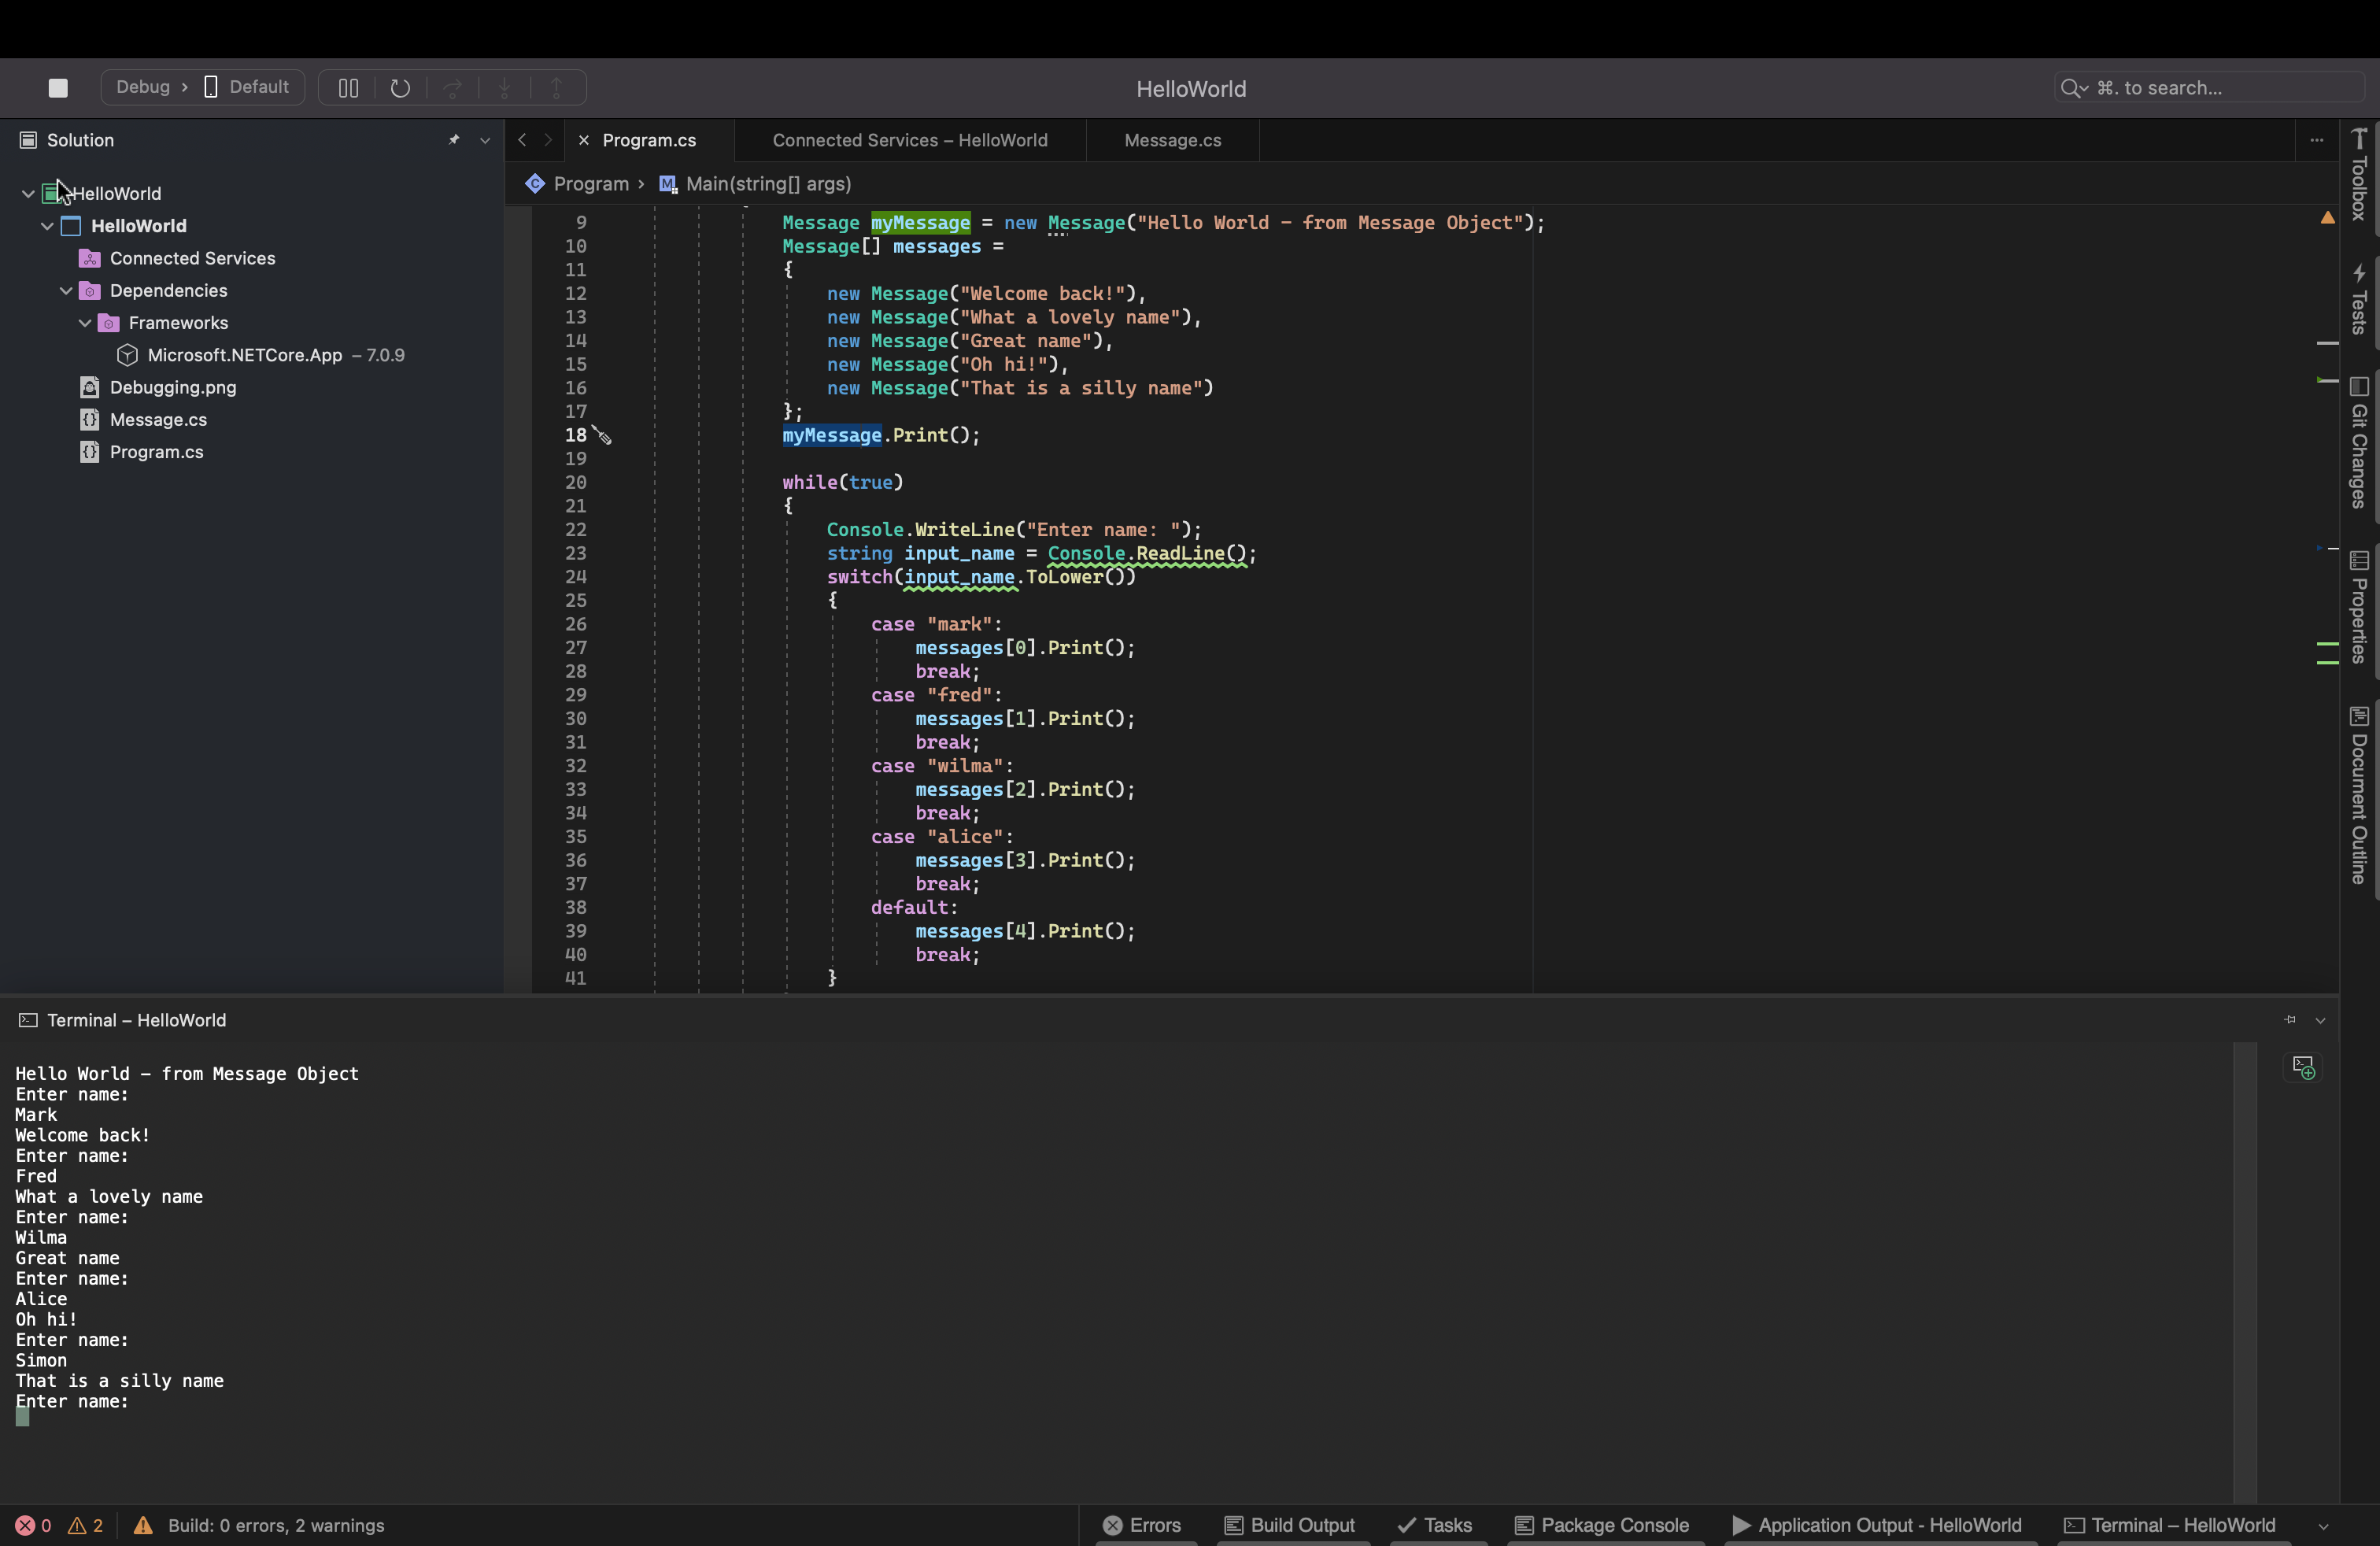 Debug › Default
HelloWorld
⌘. to search...
Solution
HelloWorld
HelloWorld
Connected Services
Dependencies
Frameworks
Microsoft.NETCore.App – 7.0.9
Debugging.png
Message.cs
Program.cs
Program.cs
Connected Services – HelloWorld
Message.cs
Program › Main(string[] args)
9 Message myMessage = new Message("Hello World - from Message Object");
10 Message[] messages =
11 {
12 new Message("Welcome back!"),
13 new Message("What a lovely name"),
14 new Message("Great name"),
15 new Message("Oh hi!"),
16 new Message("That is a silly name")
17 };
18 myMessage.Print();
19
20 while(true)
21 {
22 Console.WriteLine("Enter name: ");
23 string input_name = Console.ReadLine();
24 switch(input_name.ToLower())
25 {
26 case "mark":
27 messages[0].Print();
28 break;
29 case "fred":
30 messages[1].Print();
31 break;
32 case "wilma":
33 messages[2].Print();
34 break;
35 case "alice":
36 messages[3].Print();
37 break;
38 default:
39 messages[4].Print();
40 break;
41 }
Toolbox
Tests
Git Changes
Properties
Document Outline
Terminal – HelloWorld
Hello World - from Message Object
Enter name:
Mark
Welcome back!
Enter name:
Fred
What a lovely name
Enter name:
Wilma
Great name
Enter name:
Alice
Oh hi!
Enter name:
Simon
That is a silly name
Enter name:
0 2 Build: 0 errors, 2 warnings
Errors
Build Output
Tasks
Package Console
Application Output - HelloWorld
Terminal – HelloWorld